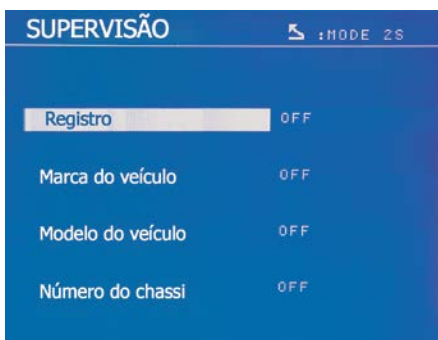 SUPERVISÃO :MODE 2S
Registro OFF
Marca do veículo OFF
Modelo do veículo OFF
Número do chassi OFF